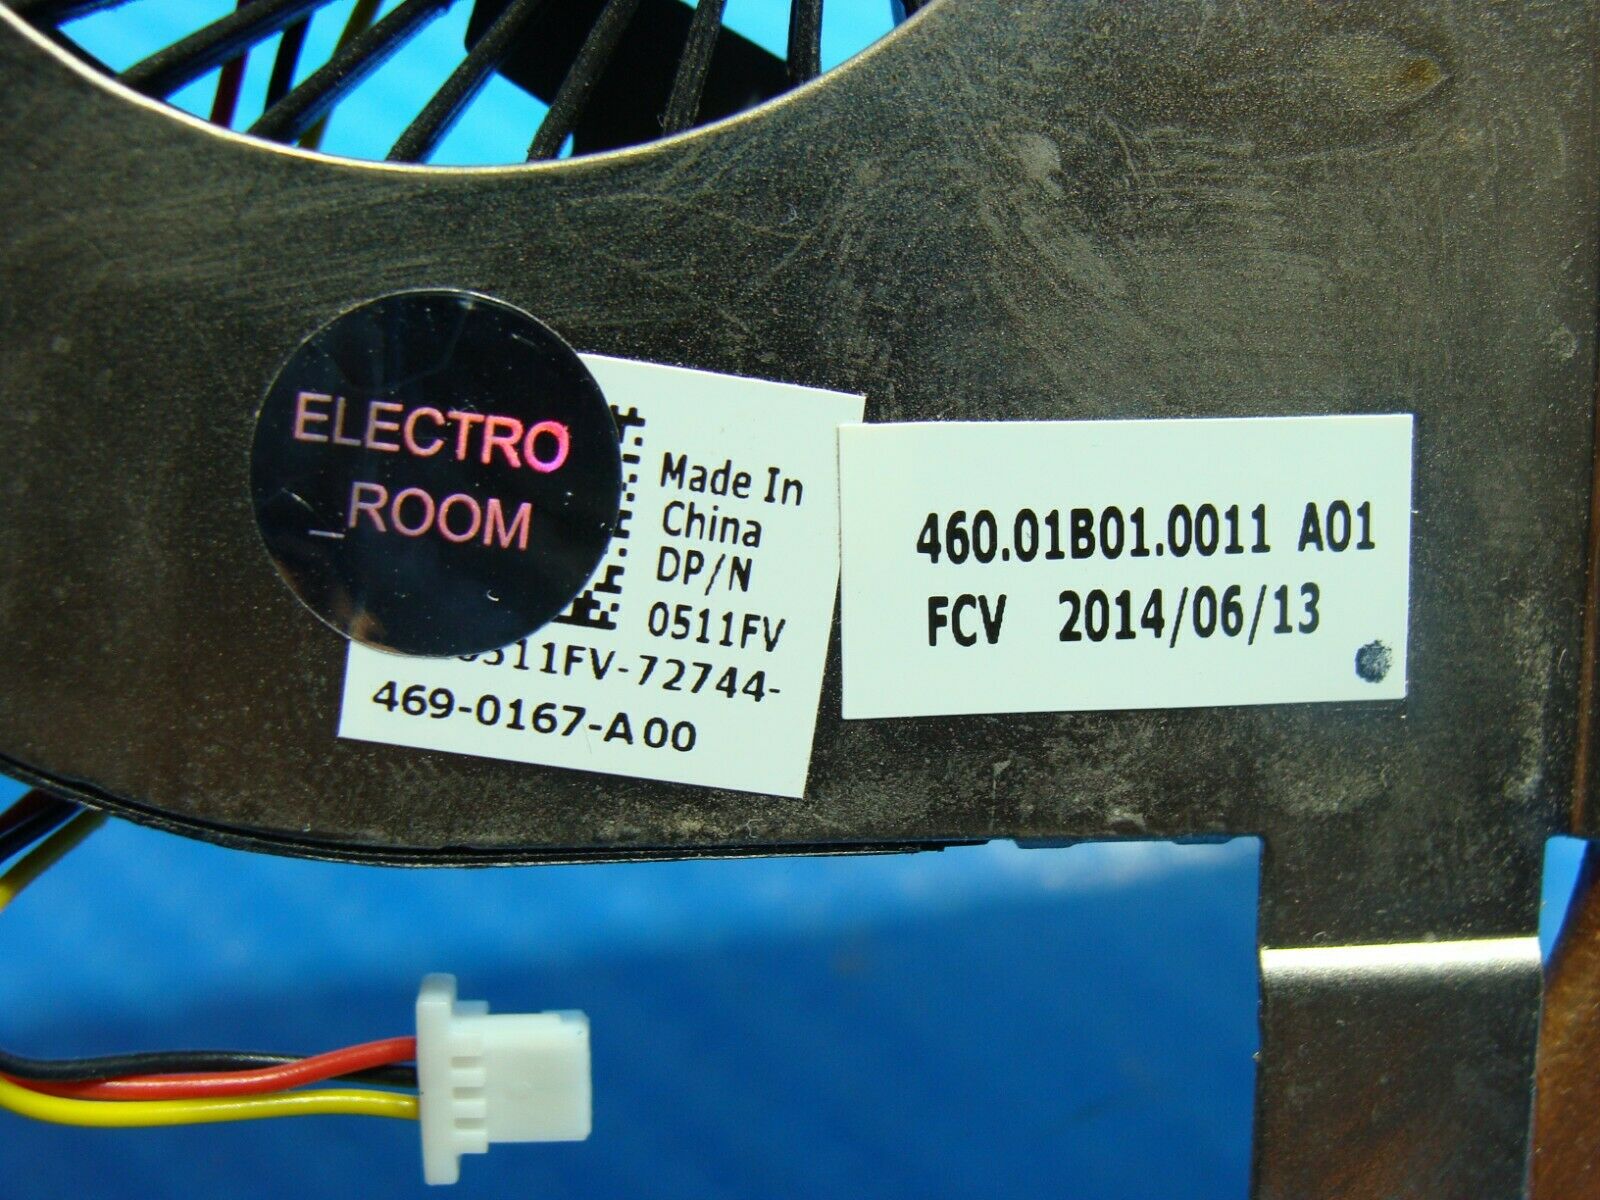 ELECTRO
_ROOM
Made In
China
DP/N
0511FV
0511FV-72744-
469-0167-A00
460.01B01.0011 A01
FCV 2014/06/13